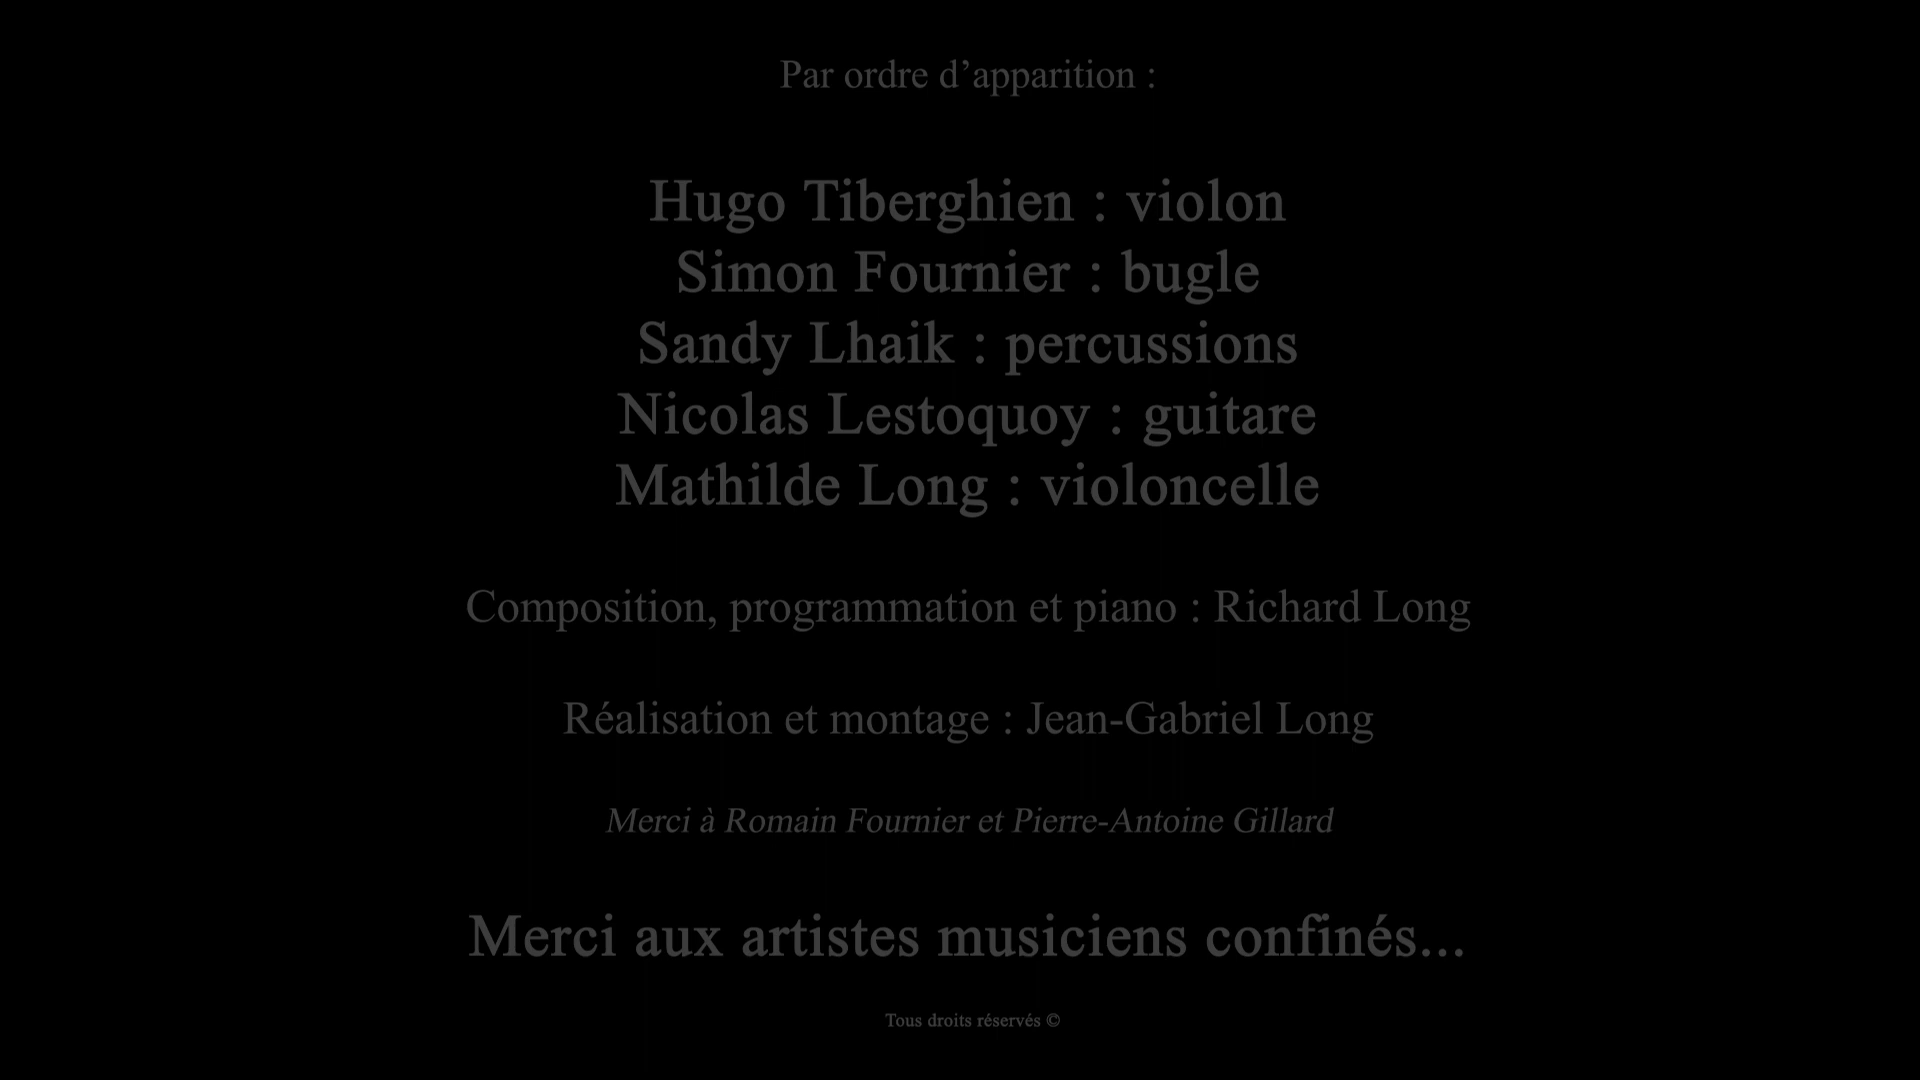 Par ordre d’apparition :
Hugo Tiberghien : violon
Simon Fournier : bugle
Sandy Lhaik : percussions
Nicolas Lestoquoy : guitare
Mathilde Long : violoncelle
Composition, programmation et piano : Richard Long
Réalisation et montage : Jean-Gabriel Long
Merci à Romain Fournier et Pierre-Antoine Gillard
Merci aux artistes musiciens confinés...
Tous droits réservés ©